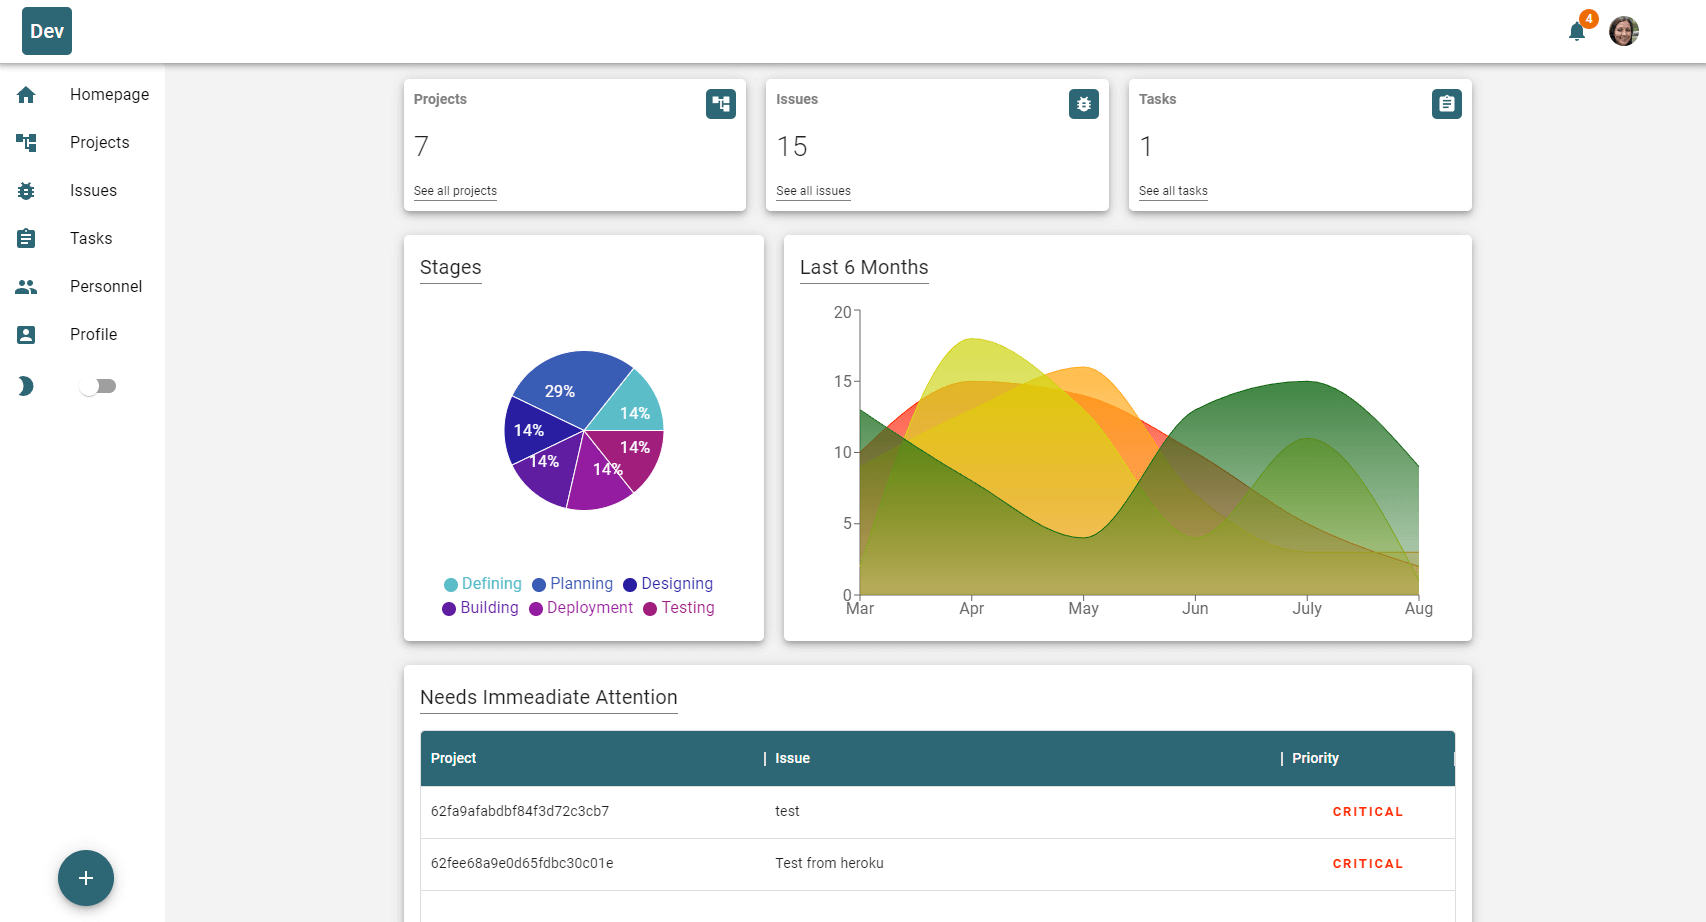 Dev
4
Homepage
Projects
Issues
Tasks
Personnel
Profile
Projects
7
See all projects
Issues
15
See all issues
Tasks
1
See all tasks
Stages
29%
14%
14%
14%
14%
14%
Defining Planning Designing
Building Deployment Testing
Last 6 Months
20
15
10
5
0
Mar Apr May Jun July Aug
Needs Immeadiate Attention
Project Issue Priority
62fa9afabdbf84f3d72c3cb7 test CRITICAL
62fee68a9e0d65fdbc30c01e Test from heroku CRITICAL